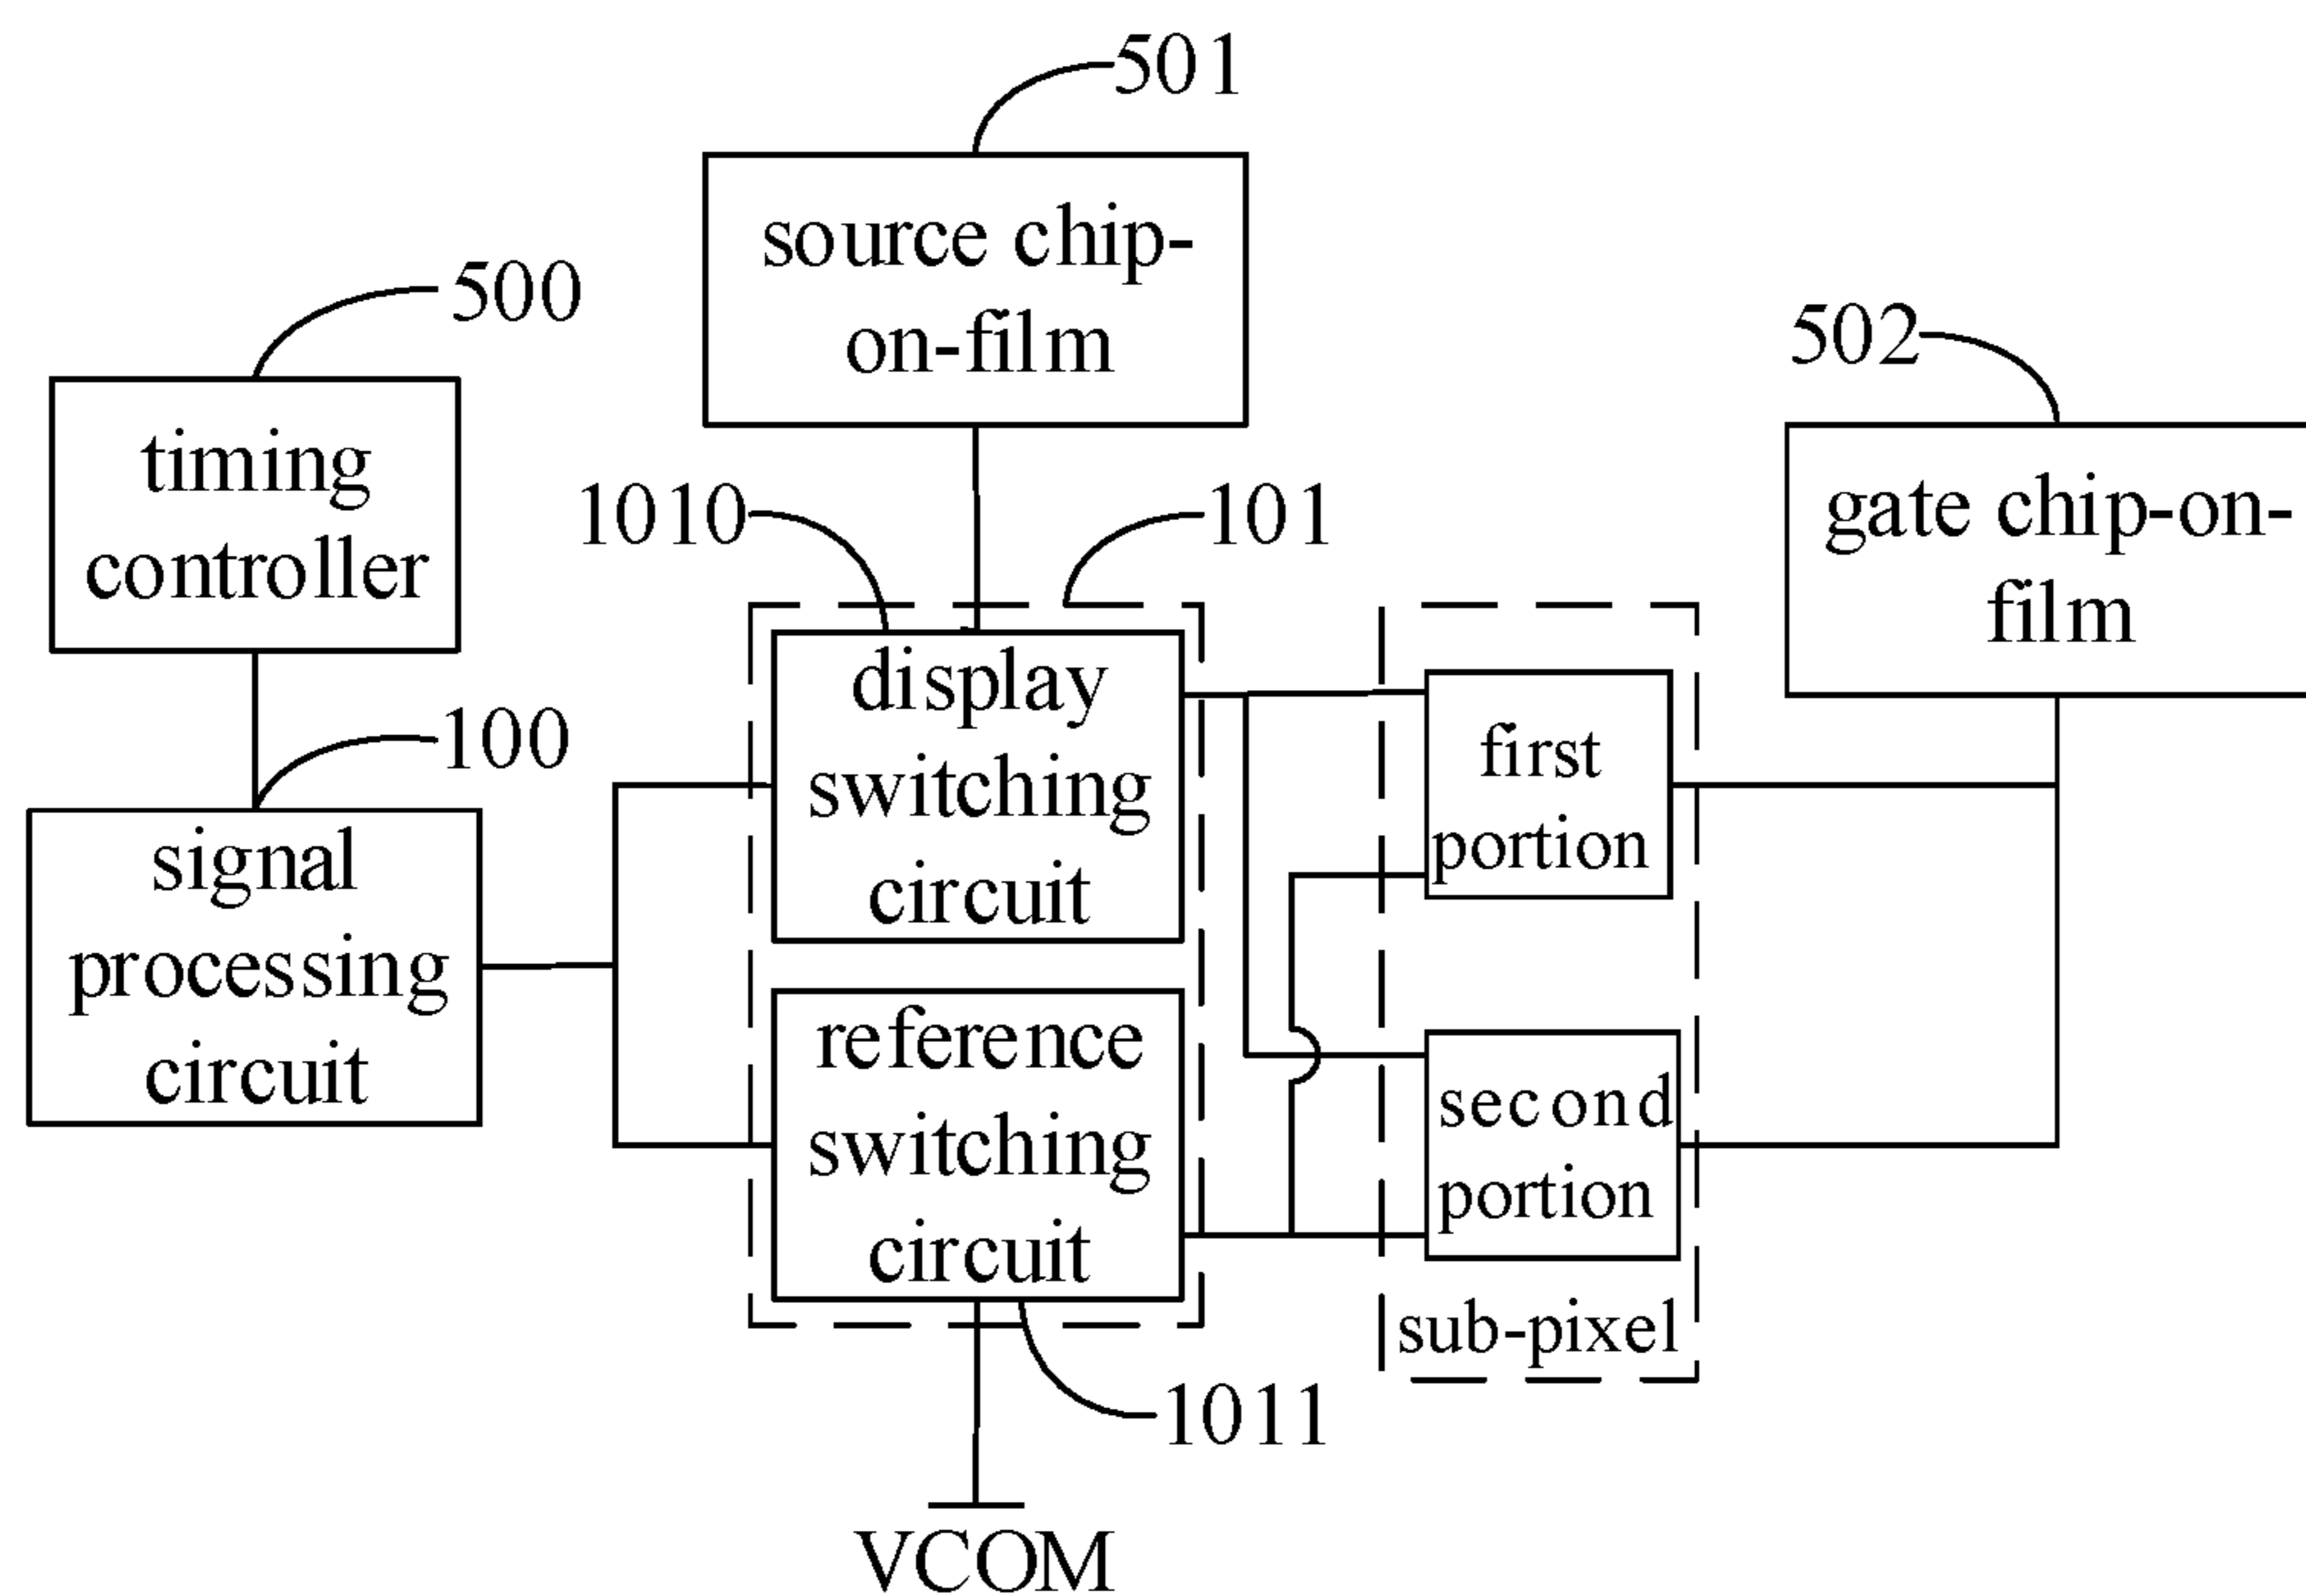 501
source chip-
on-film
500
502
timing
controller
gate chip-on-
film
1010
101
100
display
switching
circuit
first
portion
signal
processing
circuit
reference
switching
circuit
second
portion
sub-pixel
1011
VCOM